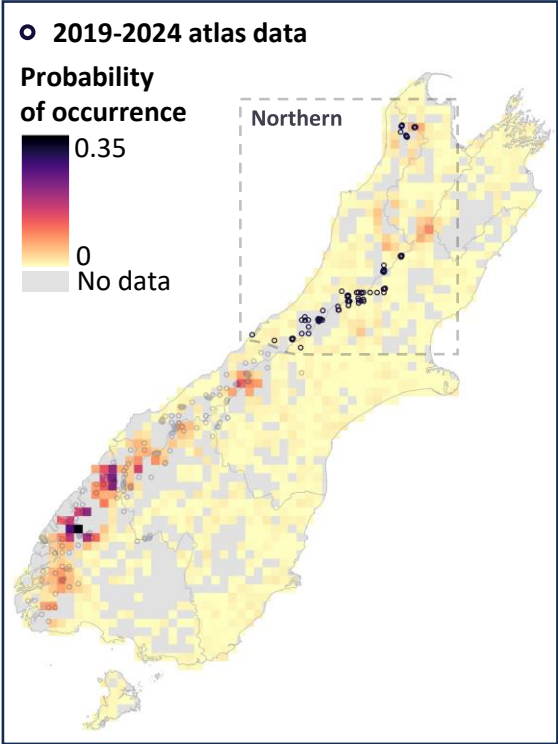 2019-2024 atlas data
Probability
of occurrence
0.35
0
No data
Northern